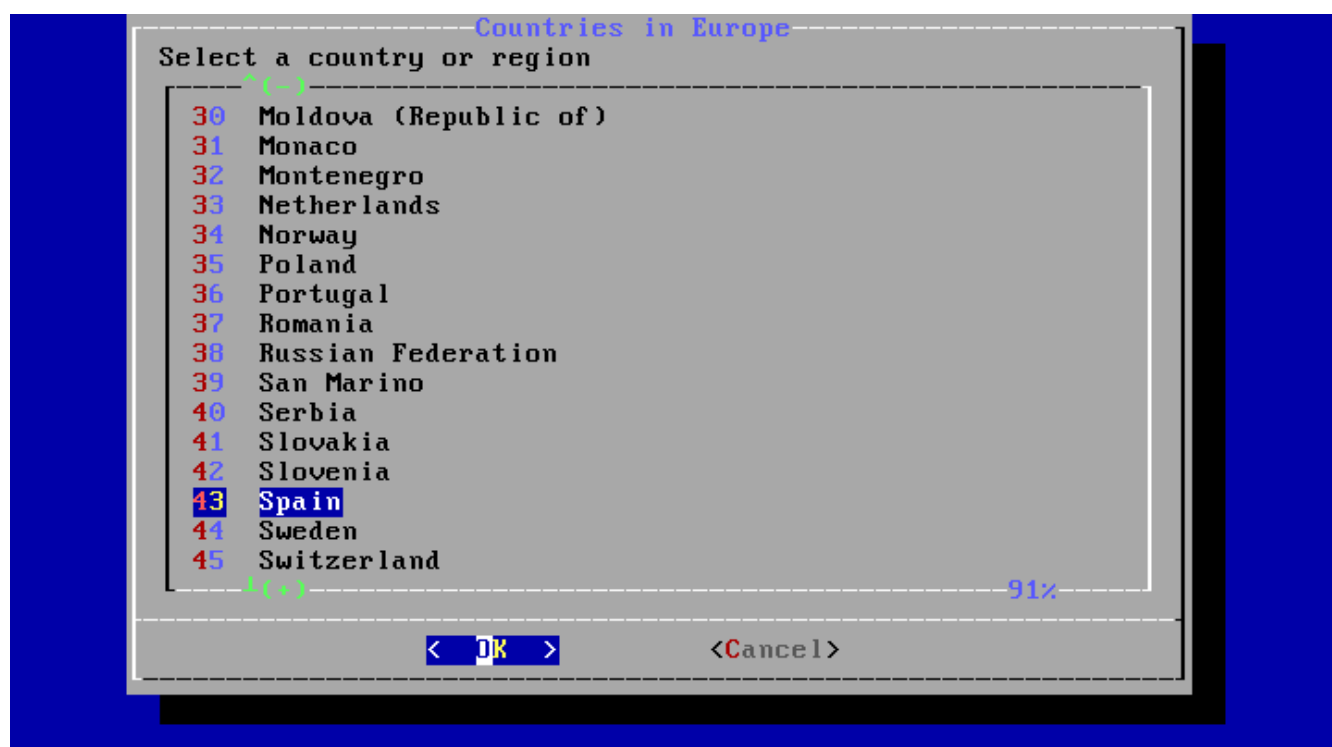 Countries in Europe
Select a country or region
^(-)
30 Moldova (Republic of)
31 Monaco
32 Montenegro
33 Netherlands
34 Norway
35 Poland
36 Portugal
37 Romania
38 Russian Federation
39 San Marino
40 Serbia
41 Slovakia
42 Slovenia
43 Spain
44 Sweden
45 Switzerland
┴(+) 91%
< OK > <Cancel>